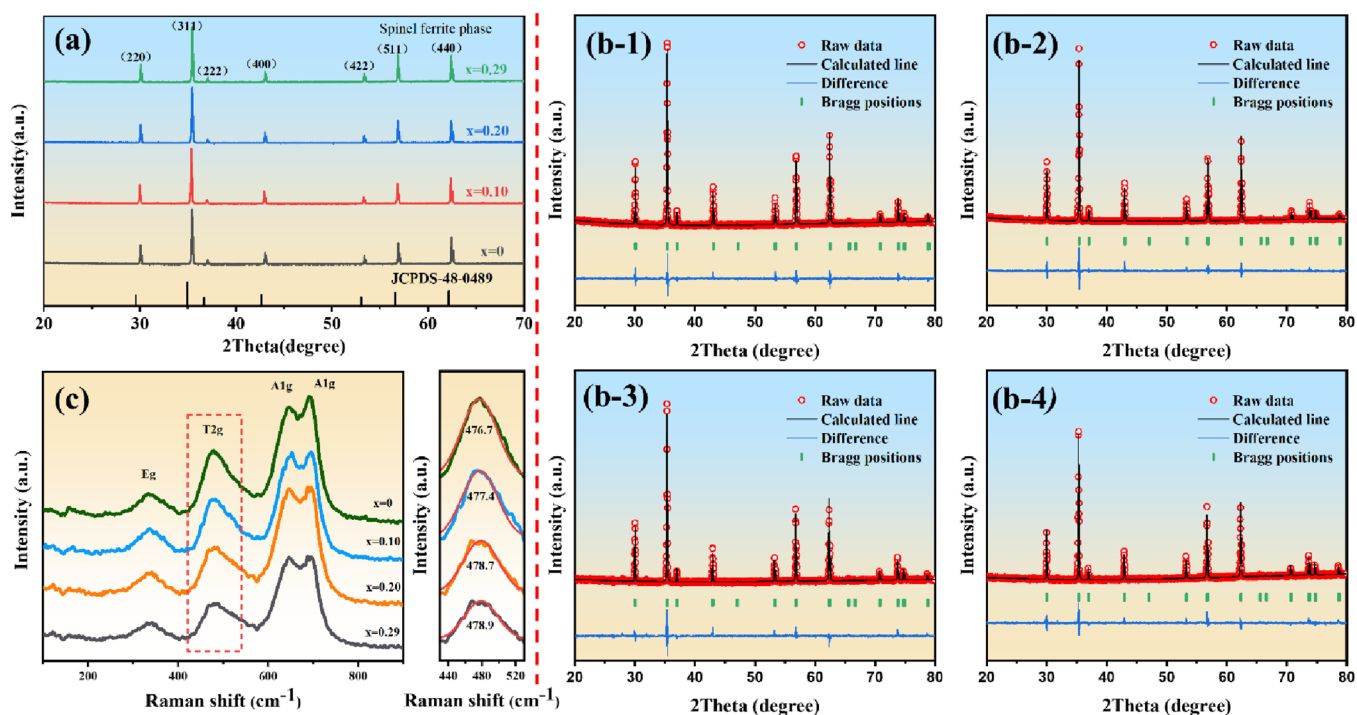 (a)
Spinel ferrite phase
(220)
(311)
(222)
(400)
(422)
(511)
(440)
x=0.29
x=0.20
x=0.10
x=0
JCPDS-48-0489
Intensity(a.u.)
20 30 40 50 60 70
2Theta(degree)
(b-1)
Raw data
Calculated line
Difference
Bragg positions
Intensity (a.u.)
20 30 40 50 60 70 80
2Theta (degree)
(b-2)
Raw data
Calculated line
Difference
Bragg positions
Intensity (a.u.)
20 30 40 50 60 70 80
2Theta (degree)
(c)
Eg
T2g
A1g
A1g
x=0
x=0.10
x=0.20
x=0.29
Intensity (a.u.)
200 400 600 800
Raman shift (cm-1)
476.7
477.4
478.7
478.9
Intensity (a.u.)
440 480 520
Raman shift (cm-1)
(b-3)
Raw data
Calculated line
Difference
Bragg positions
Intensity (a.u.)
20 30 40 50 60 70 80
2Theta (degree)
(b-4)
Raw data
Calculated line
Difference
Bragg positions
Intensity (a.u.)
20 30 40 50 60 70 80
2Theta (degree)